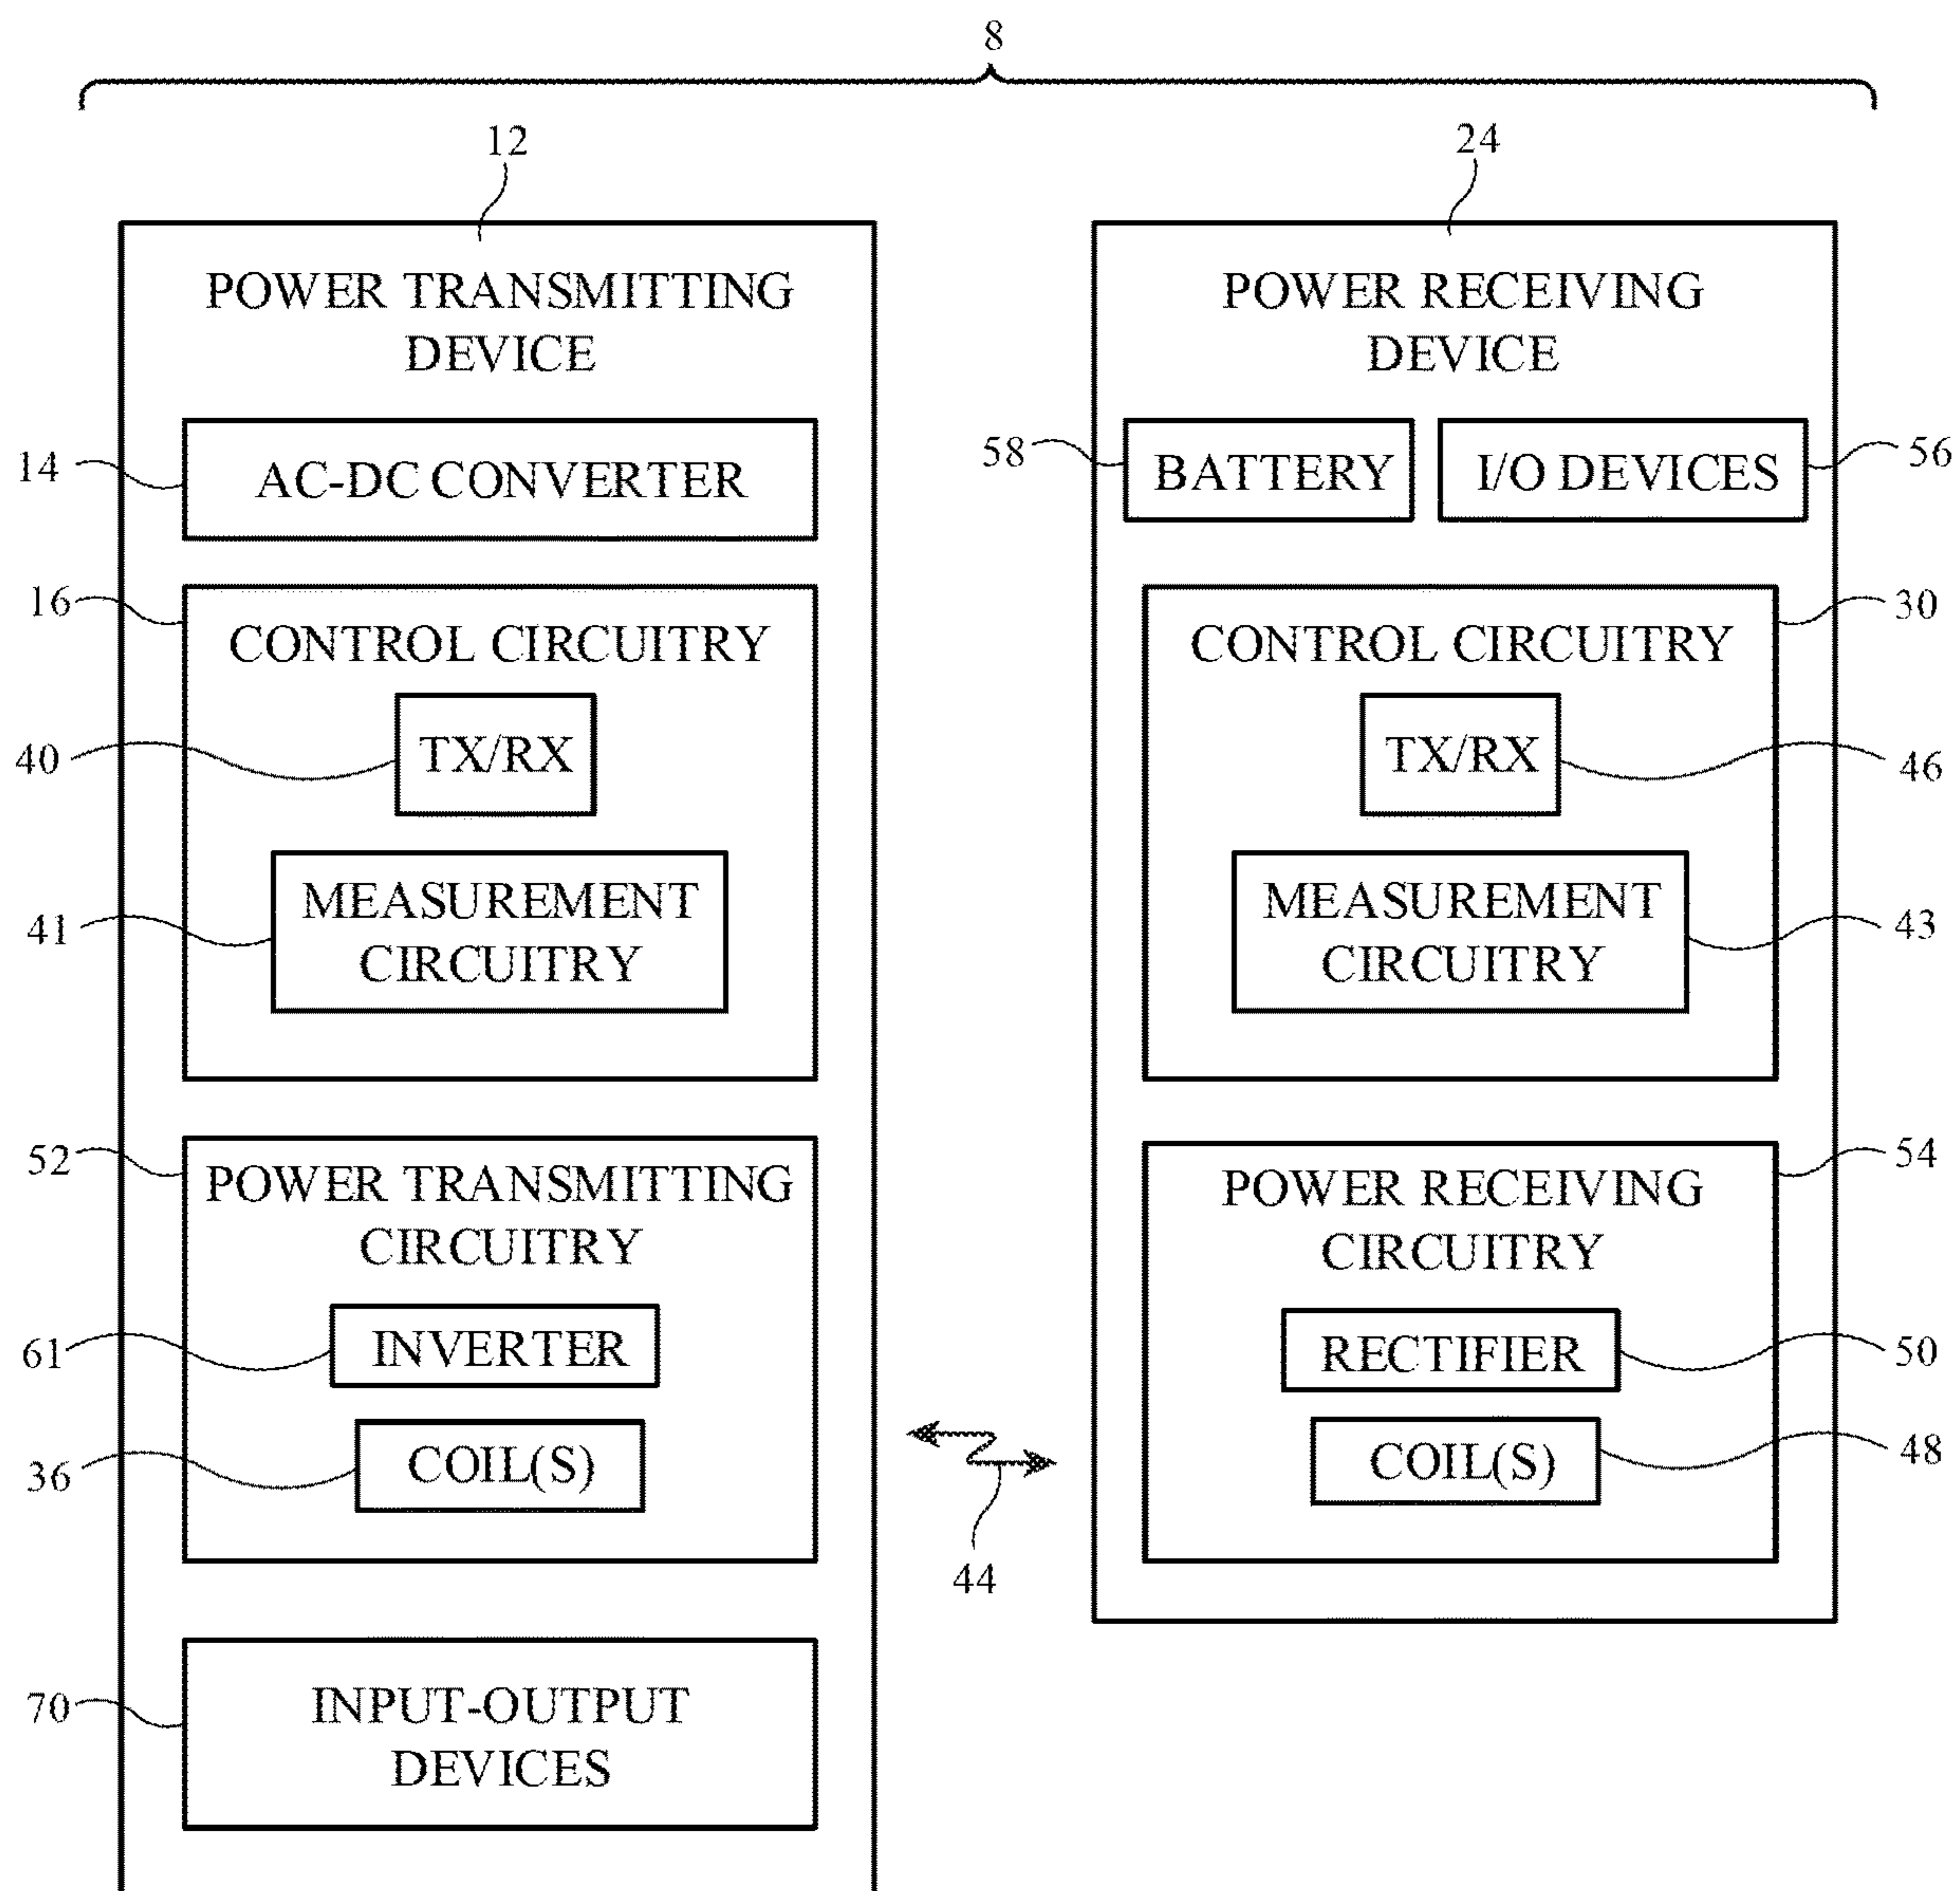 8
12
POWER TRANSMITTING
DEVICE
14
AC-DC CONVERTER
16
CONTROL CIRCUITRY
40
TX/RX
41
MEASUREMENT
CIRCUITRY
52
POWER TRANSMITTING
CIRCUITRY
61
INVERTER
36
COIL(S)
70
INPUT-OUTPUT
DEVICES
44
24
POWER RECEIVING
DEVICE
58
BATTERY
I/O DEVICES
56
CONTROL CIRCUITRY
30
TX/RX
46
MEASUREMENT
CIRCUITRY
43
POWER RECEIVING
CIRCUITRY
54
RECTIFIER
50
COIL(S)
48